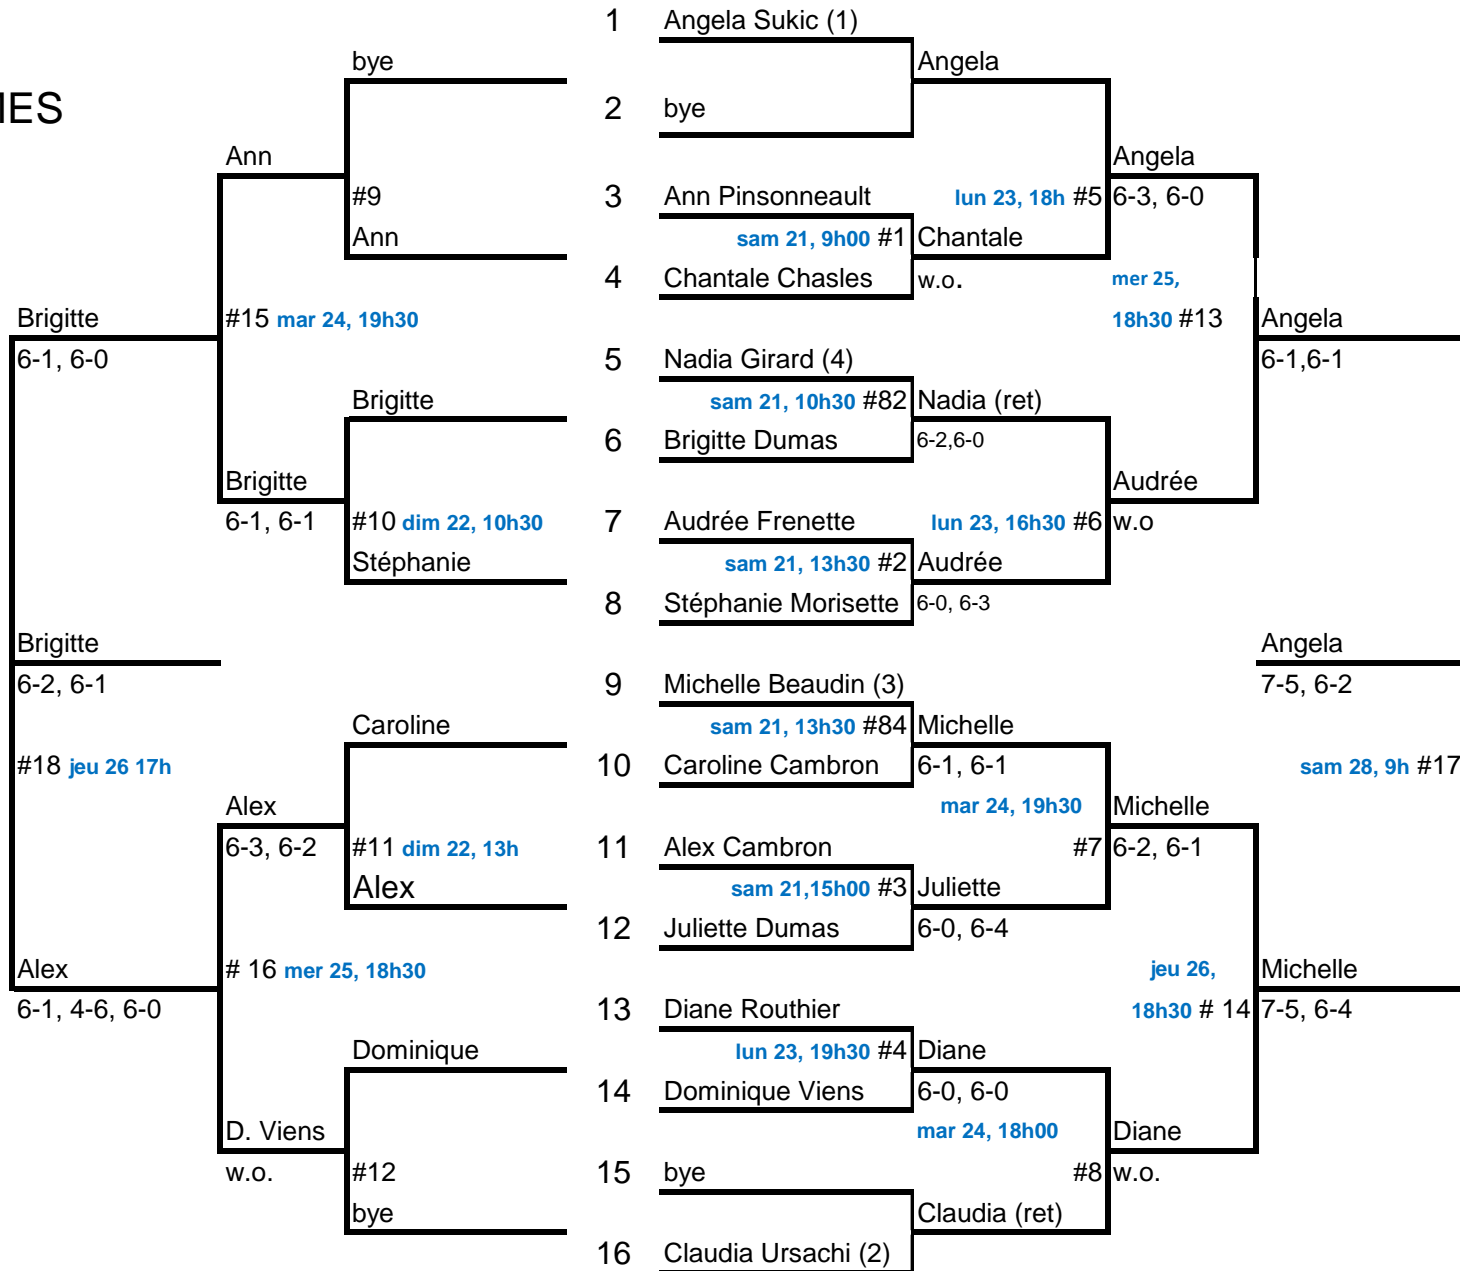 1 Angela Sukic (1)
bye Angela
IES
2 bye
Ann Angela
#9 3 Ann Pinsonneault lun 23, 18h #5 6-3, 6-0
Ann sam 21, 9h00 #1 Chantale
4 Chantale Chasles w.o. mer 25,
Brigitte #15 mar 24, 19h30 18h30 #13 Angela
6-1, 6-0 5 Nadia Girard (4) 6-1,6-1
Brigitte sam 21, 10h30 #82 Nadia (ret)
6 Brigitte Dumas 6-2,6-0
Brigitte Audrée
6-1, 6-1 #10 dim 22, 10h30 7 Audrée Frenette lun 23, 16h30 #6 w.o
Stéphanie sam 21, 13h30 #2 Audrée
8 Stéphanie Morisette 6-0, 6-3
Brigitte Angela
6-2, 6-1 9 Michelle Beaudin (3) 7-5, 6-2
Caroline sam 21, 13h30 #84 Michelle
#18 jeu 26 17h 10 Caroline Cambron 6-1, 6-1 sam 28, 9h #17
Alex mar 24, 19h30 Michelle
6-3, 6-2 #11 dim 22, 13h 11 Alex Cambron #7 6-2, 6-1
Alex sam 21,15h00 #3 Juliette
12 Juliette Dumas 6-0, 6-4
Alex # 16 mer 25, 18h30 jeu 26, Michelle
6-1, 4-6, 6-0 13 Diane Routhier 18h30 # 14 7-5, 6-4
Dominique lun 23, 19h30 #4 Diane
14 Dominique Viens 6-0, 6-0
D. Viens mar 24, 18h00 Diane
w.o. #12 15 bye #8 w.o.
bye Claudia (ret)
16 Claudia Ursachi (2)